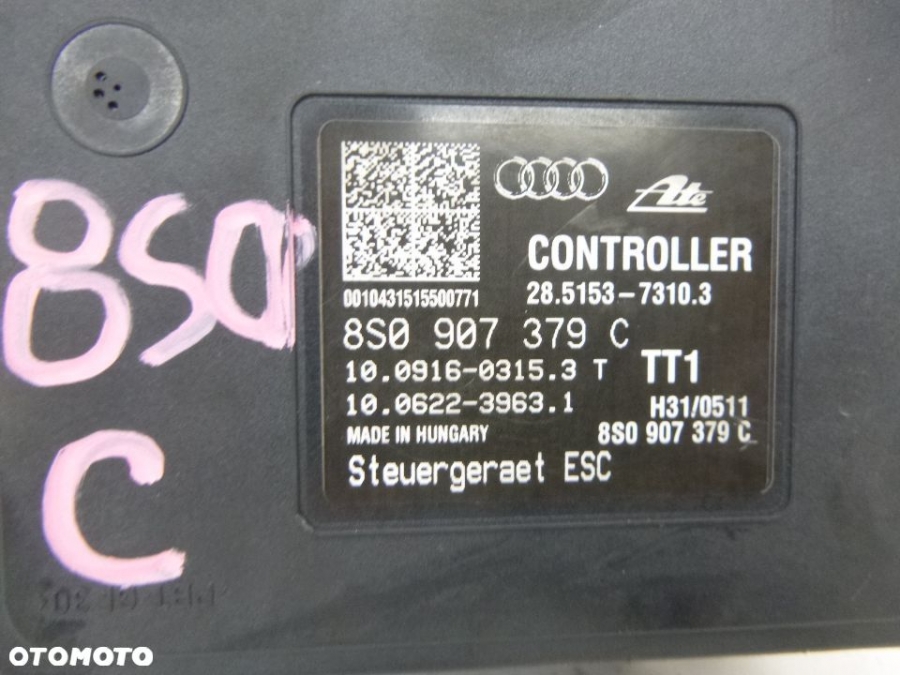 8S0
C
Ate
CONTROLLER
28.5153-7310.3
0010431515500771
8S0 907 379 C
10.0916-0315.3 T
TT1
10.0622-3963.1
H31/0511
MADE IN HUNGARY
8S0 907 379 C
Steuergeraet ESC
OTOMOTO